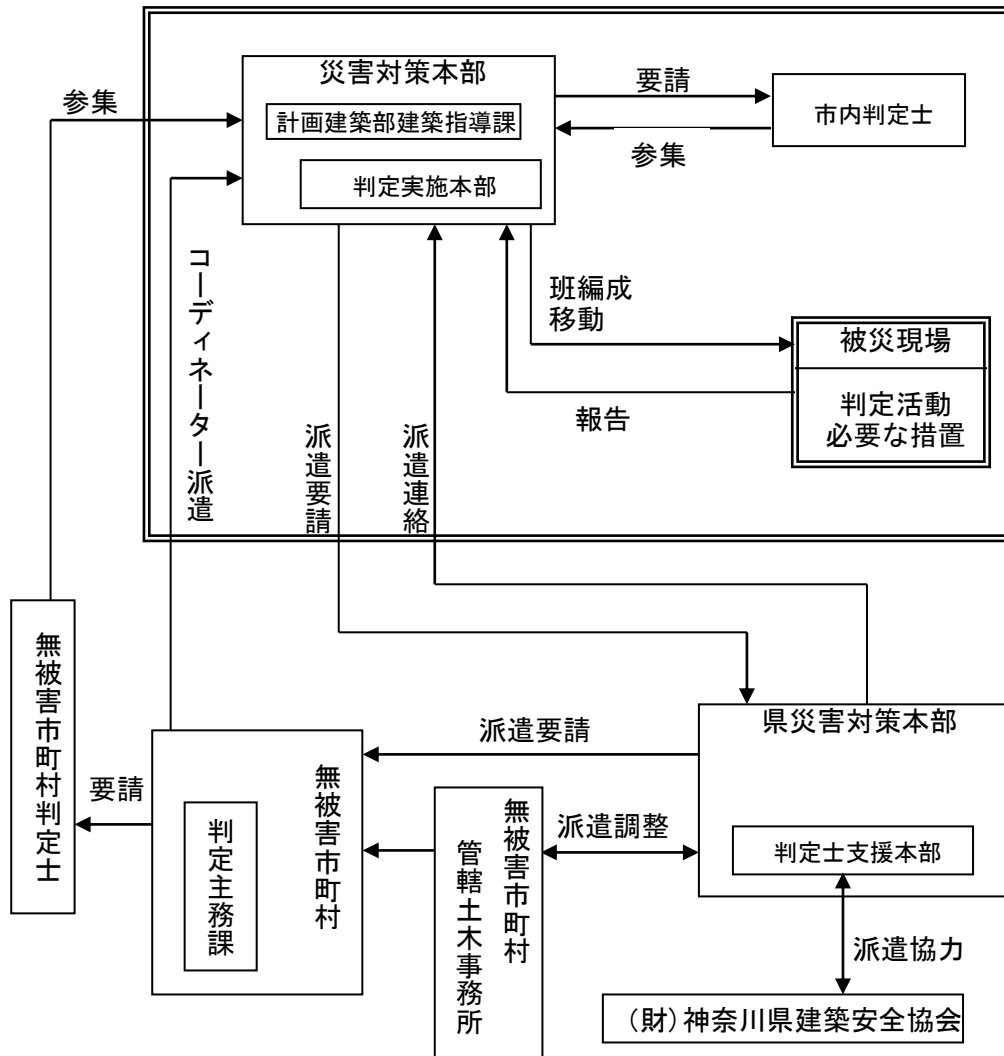 災害対策本部
計画建築部建築指導課
判定実施本部
要請
参集
市内判定士
参集
コーディネーター派遣
班編成
移動
報告
被災現場
判定活動
必要な措置
派遣要請
派遣連絡
無被害市町村判定士
要請
無被害市町村
判定主務課
派遣要請
無被害市町村
管轄土木事務所
派遣調整
県災害対策本部
判定士支援本部
派遣協力
（財）神奈川県建築安全協会